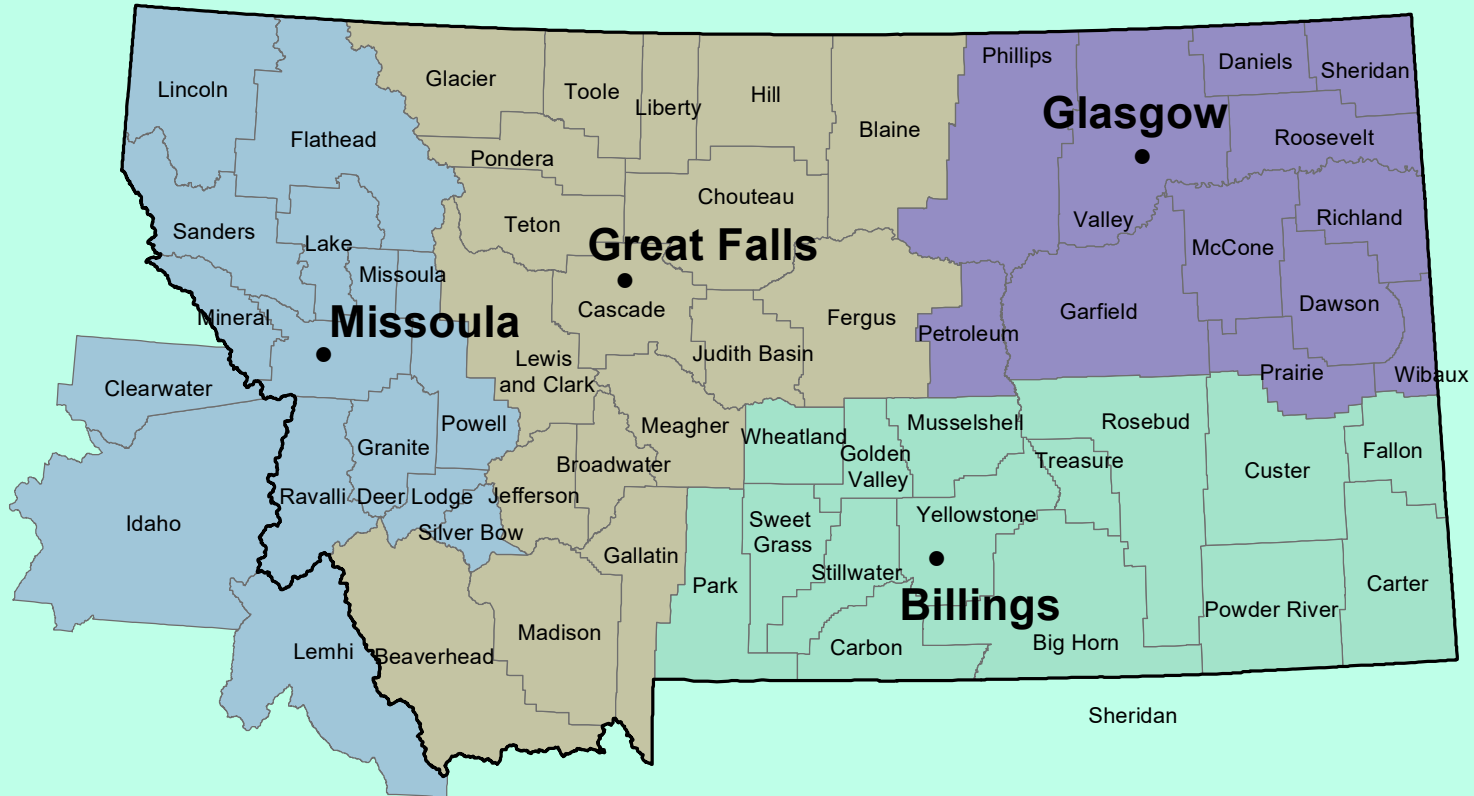 Phillips
Daniels
Sheridan
Glacier
Toole
Liberty
Hill
Lincoln
Blaine
Glasgow
Flathead
Roosevelt
Pondera
Chouteau
Teton
Valley
Richland
Sanders
Lake
Great Falls
McCone
Missoula
Cascade
Garfield
Dawson
Mineral
Missoula
Fergus
Petroleum
Judith Basin
Lewis
and Clark
Prairie
Wibaux
Clearwater
Powell
Meagher
Wheatland
Musselshell
Rosebud
Granite
Golden
Valley
Treasure
Custer
Fallon
Broadwater
Ravalli
Deer Lodge
Jefferson
Idaho
Silver Bow
Sweet
Grass
Yellowstone
Gallatin
Park
Stillwater
Billings
Carter
Powder River
Madison
Lemhi
Beaverhead
Carbon
Big Horn
Sheridan